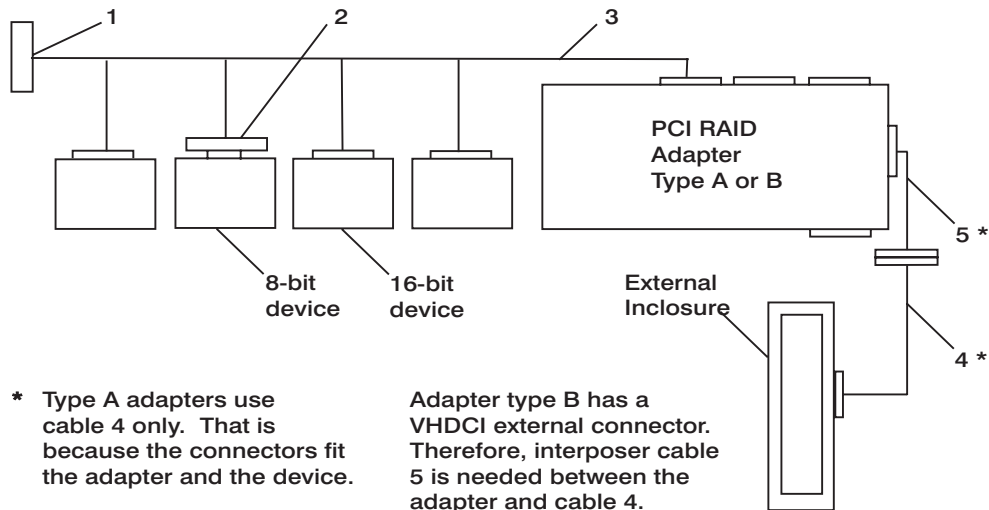 1
2
3
PCI RAID
Adapter
Type A or B
5 *
8-bit
device
16-bit
device
External
Inclosure
4 *
* Type A adapters use
cable 4 only. That is
because the connectors fit
the adapter and the device.
Adapter type B has a
VHDCI external connector.
Therefore, interposer cable
5 is needed between the
adapter and cable 4.